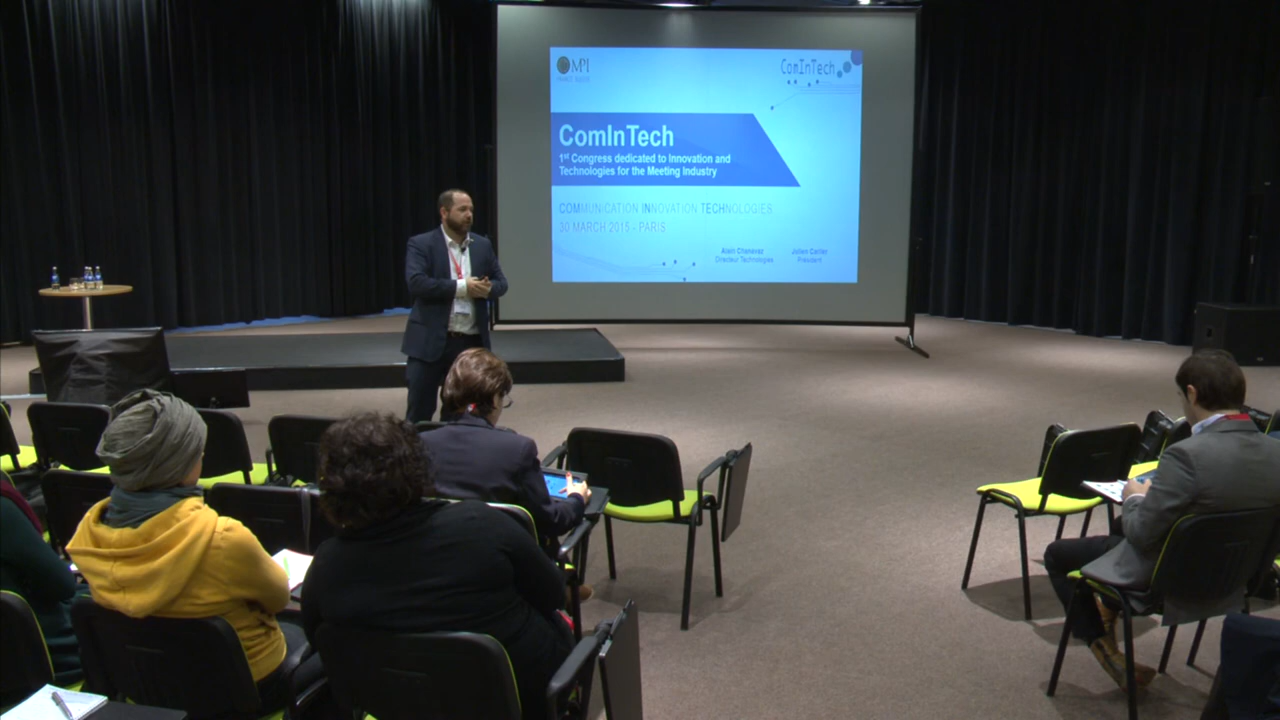 MPI
ComInTech
ComInTech
1st Congress dedicated to Innovation and
Technologies for the Meeting Industry
COMMUNICATION INNOVATION TECHNOLOGIES
30 MARCH 2015 - PARIS
Alain Chenevaz Julien Carlier
Directeur Technologies President